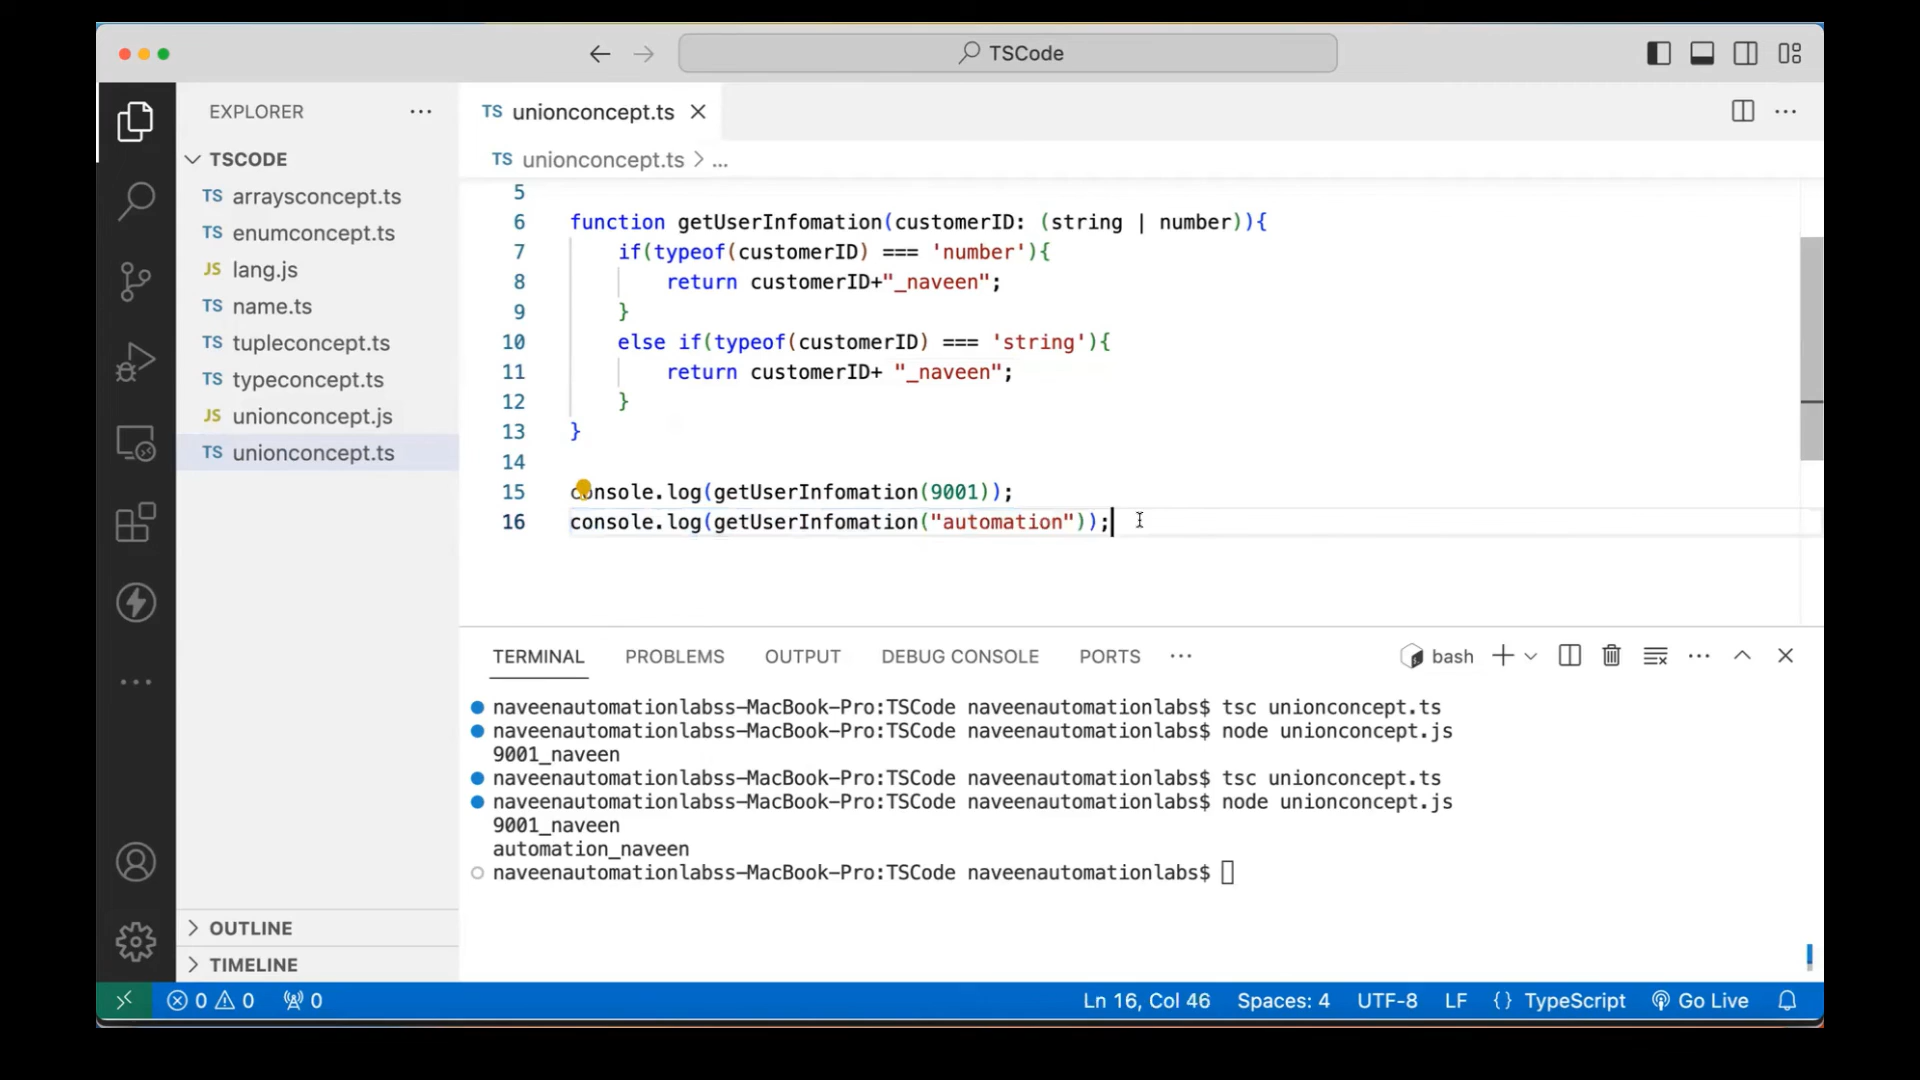 TSCode
EXPLORER
TSCODE
TS arraysconcept.ts
TS enumconcept.ts
JS lang.js
TS name.ts
TS tupleconcept.ts
TS typeconcept.ts
JS unionconcept.js
TS unionconcept.ts
OUTLINE
TIMELINE
TS unionconcept.ts
TS unionconcept.ts > ...
5
6 function getUserInfomation(customerID: (string | number)){
7 if(typeof(customerID) === 'number'){
8 return customerID+"_naveen";
9 }
10 else if(typeof(customerID) === 'string'){
11 return customerID+ "_naveen";
12 }
13 }
14
15 console.log(getUserInfomation(9001));
16 console.log(getUserInfomation("automation"));
TERMINAL PROBLEMS OUTPUT DEBUG CONSOLE PORTS ... bash
naveenautomationlabss-MacBook-Pro:TSCode naveenautomationlabs$ tsc unionconcept.ts
naveenautomationlabss-MacBook-Pro:TSCode naveenautomationlabs$ node unionconcept.js
9001_naveen
naveenautomationlabss-MacBook-Pro:TSCode naveenautomationlabs$ tsc unionconcept.ts
naveenautomationlabss-MacBook-Pro:TSCode naveenautomationlabs$ node unionconcept.js
9001_naveen
automation_naveen
naveenautomationlabss-MacBook-Pro:TSCode naveenautomationlabs$
0 0 0 Ln 16, Col 46 Spaces: 4 UTF-8 LF {} TypeScript Go Live